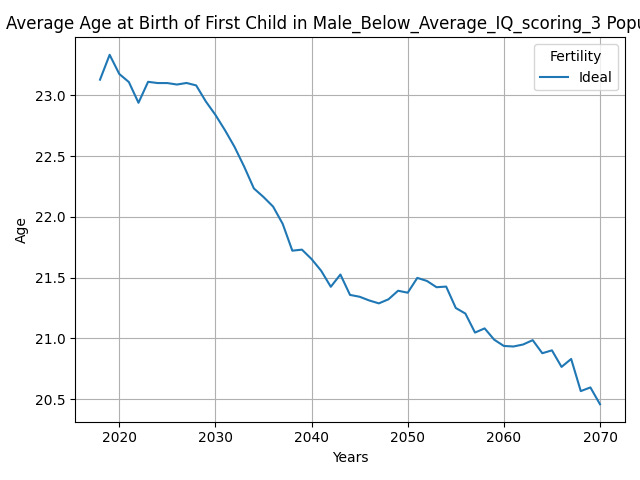 Average Age at Birth of First Child in Male_Below_Average_IQ_scoring_3 Popu
Fertility
Ideal
23.0
22.5
22.0
21.5
21.0
20.5
Age
2020 2030 2040 2050 2060 2070
Years